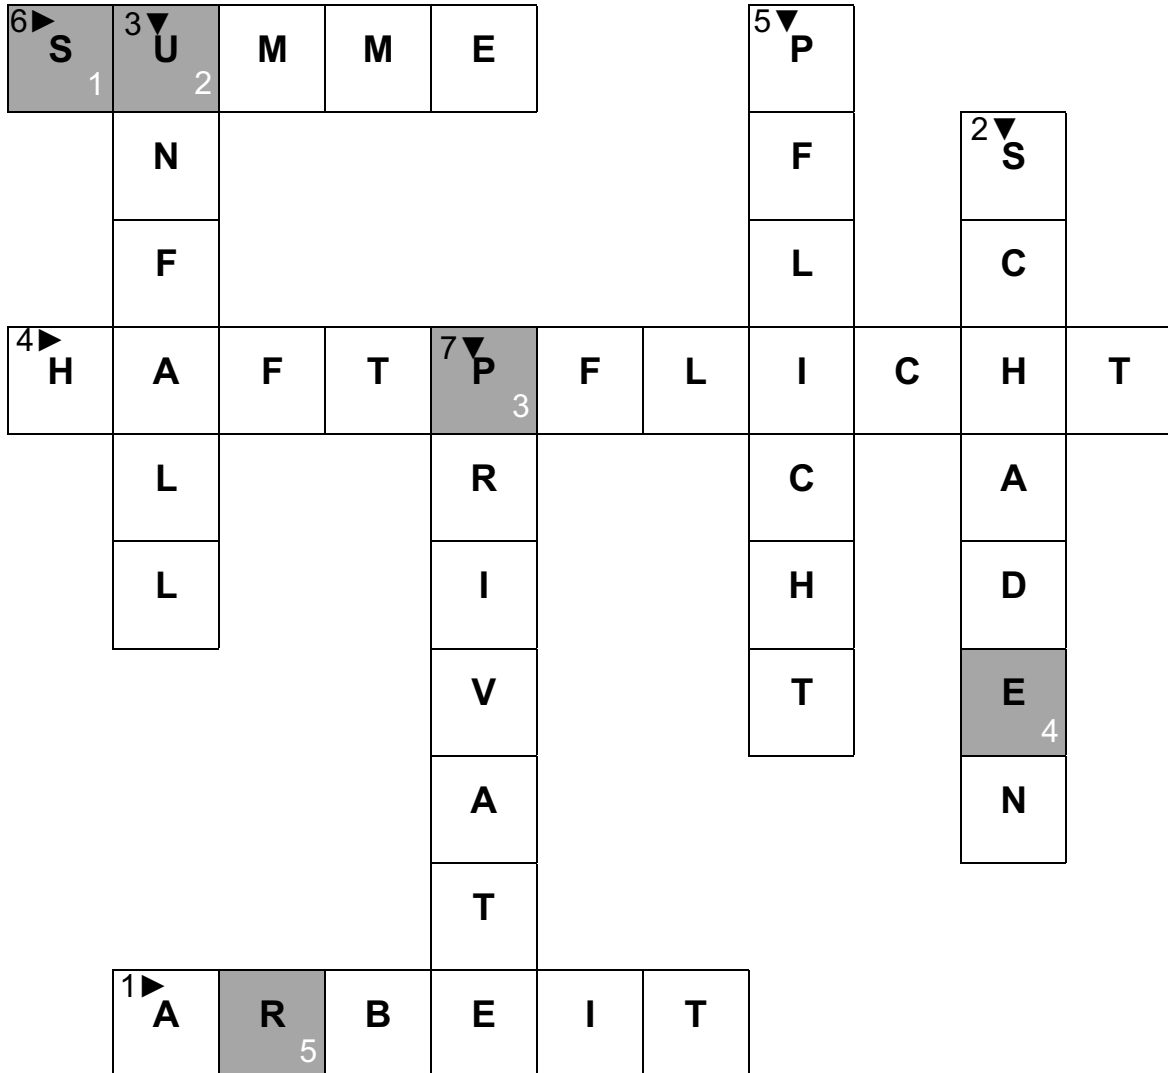 6► S 1 3▼ U 2 M M E 5▼ P
N F 2▼ S
F L C
4► H A F T 7▼ P 3 F L I C H T
L R C A
L I H D
V T E 4
A N
T
1► A R 5 B E I T